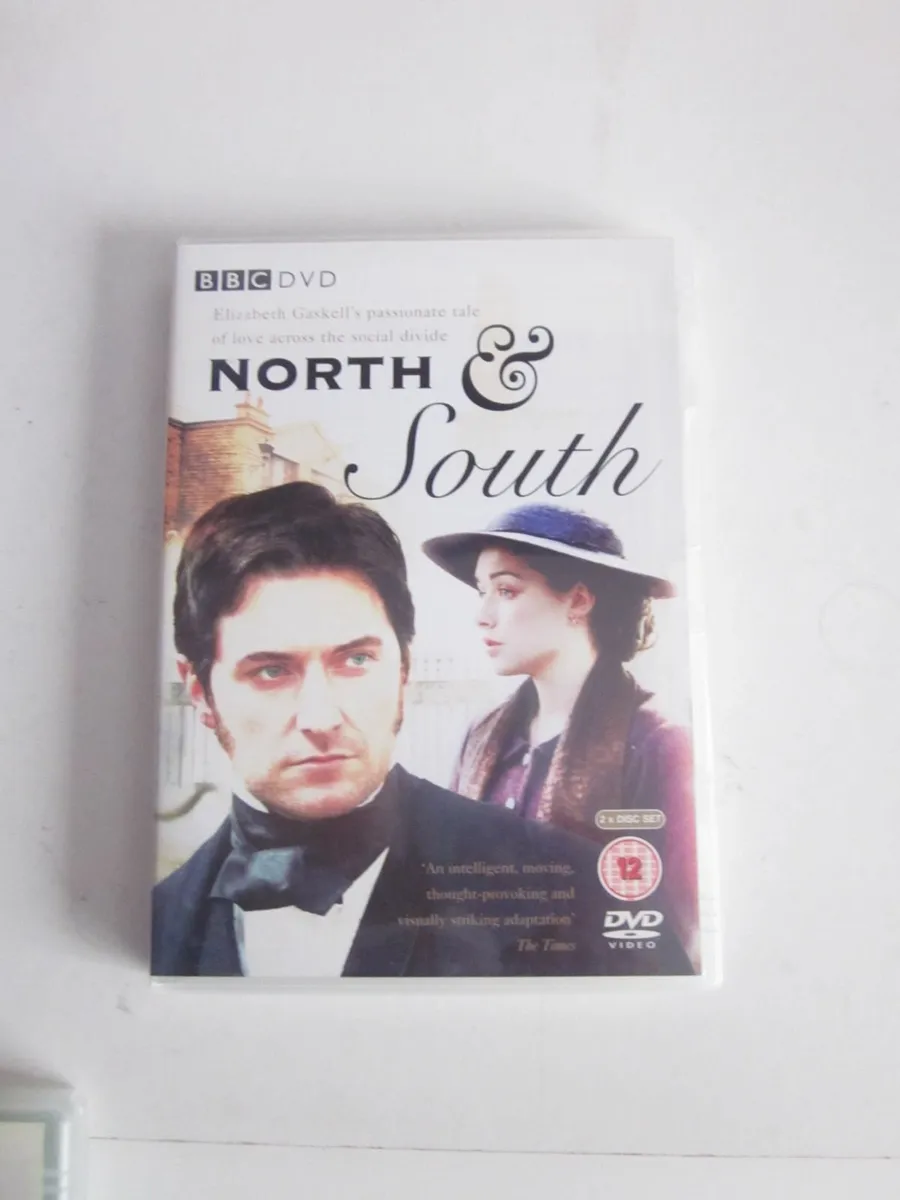 BBC DVD
Elizabeth Gaskell's passionate tale
of love across the social divide
NORTH &
South
2 x DISC SET
12
'An intelligent, moving,
thought-provoking and
visually striking adaptation'
The Times
DVD
VIDEO